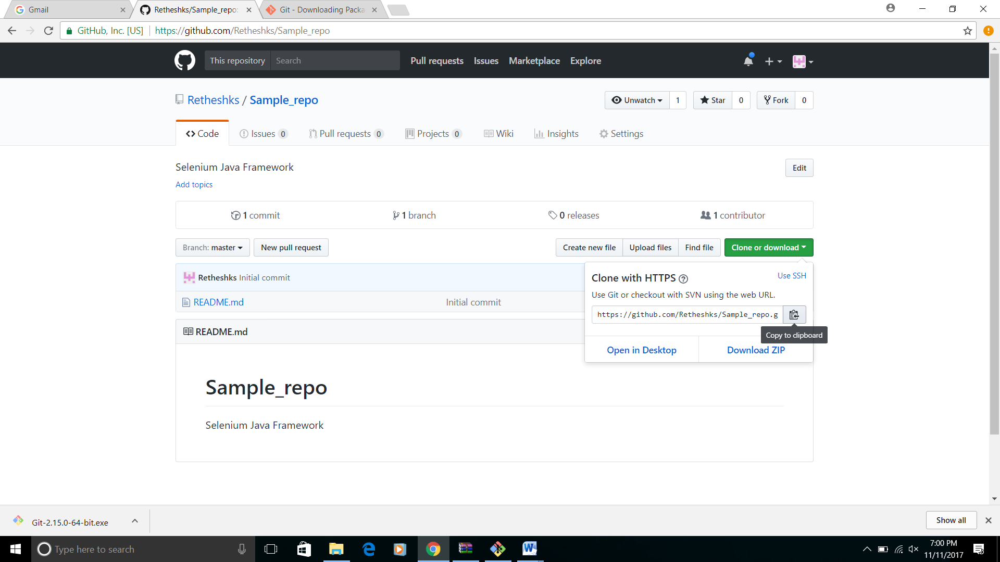 Gmail
Retheshks/Sample_repo:
Git - Downloading Packa
GitHub, Inc. [US]
https://github.com/Retheshks/Sample_repo
This repository
Search
Pull requests
Issues
Marketplace
Explore
Retheshks / Sample_repo
Unwatch
1
Star
0
Fork
0
Code
Issues 0
Pull requests 0
Projects 0
Wiki
Insights
Settings
Selenium Java Framework
Edit
Add topics
1 commit
1 branch
0 releases
1 contributor
Branch: master
New pull request
Create new file
Upload files
Find file
Clone or download
Retheshks Initial commit
README.md
Initial commit
Clone with HTTPS
Use SSH
Use Git or checkout with SVN using the web URL.
https://github.com/Retheshks/Sample_repo.g
Copy to clipboard
Open in Desktop
Download ZIP
README.md
Sample_repo
Selenium Java Framework
Git-2.15.0-64-bit.exe
Show all
Type here to search
7:00 PM
11/11/2017